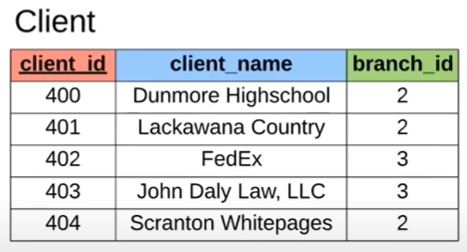 Client
client_id client_name branch_id
400 Dunmore Highschool 2
401 Lackawana Country 2
402 FedEx 3
403 John Daly Law, LLC 3
404 Scranton Whitepages 2